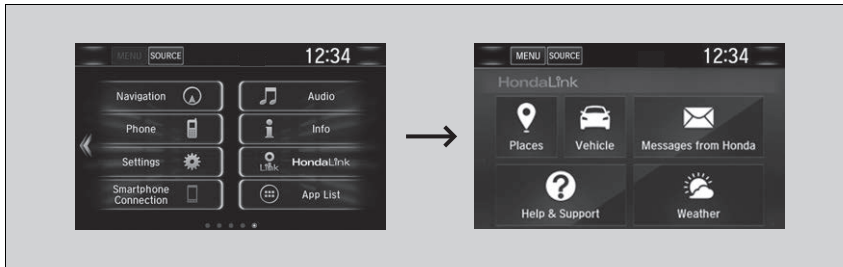 MENU SOURCE 12:34
Navigation
Audio
Phone
Info
Settings
Link
HondaLink
Smartphone
Connection
App List
MENU SOURCE 12:34
HondaLink
Places
Vehicle
Messages from Honda
Help & Support
Weather